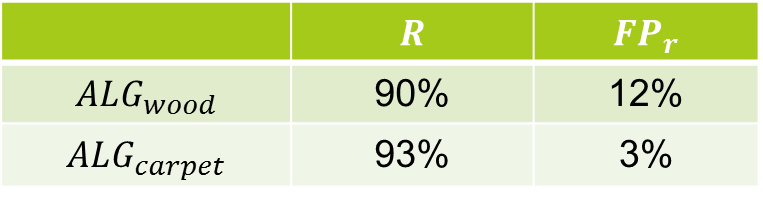 R FP_r
ALG_wood 90% 12%
ALG_carpet 93% 3%